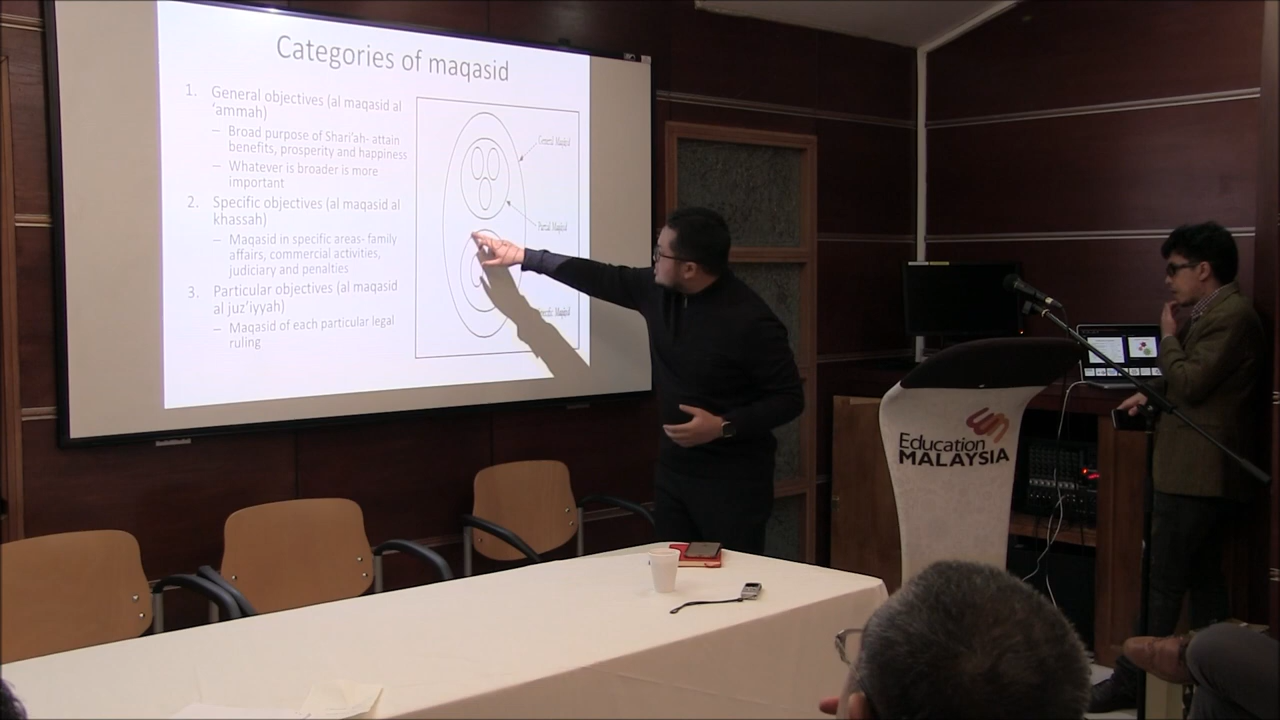 Categories of maqasid
1. General objectives (al maqasid al
‘ammah)
– Broad purpose of Shari’ah- attain
benefits, prosperity and happiness
– Whatever is broader is more
important
2. Specific objectives (al maqasid al
khassah)
– Maqasid in specific areas- family
affairs, commercial activities,
judiciary and penalties
3. Particular objectives (al maqasid
al juz’iyyah)
– Maqasid of each particular legal
ruling
General Maqasid
Partial Maqasid
Maqasid
Education
MALAYSIA